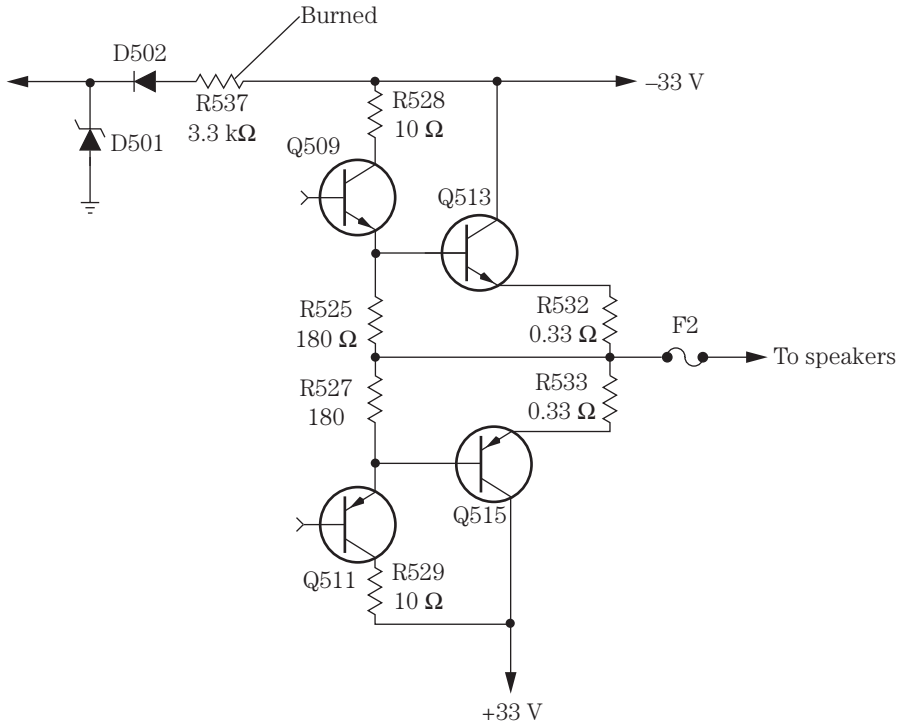 Burned
D502
R537
3.3 kΩ
D501
–33 V
R528
10 Ω
Q509
Q513
R525
180 Ω
R532
0.33 Ω
F2
To speakers
R527
180
R533
0.33 Ω
Q515
Q511
R529
10 Ω
+33 V